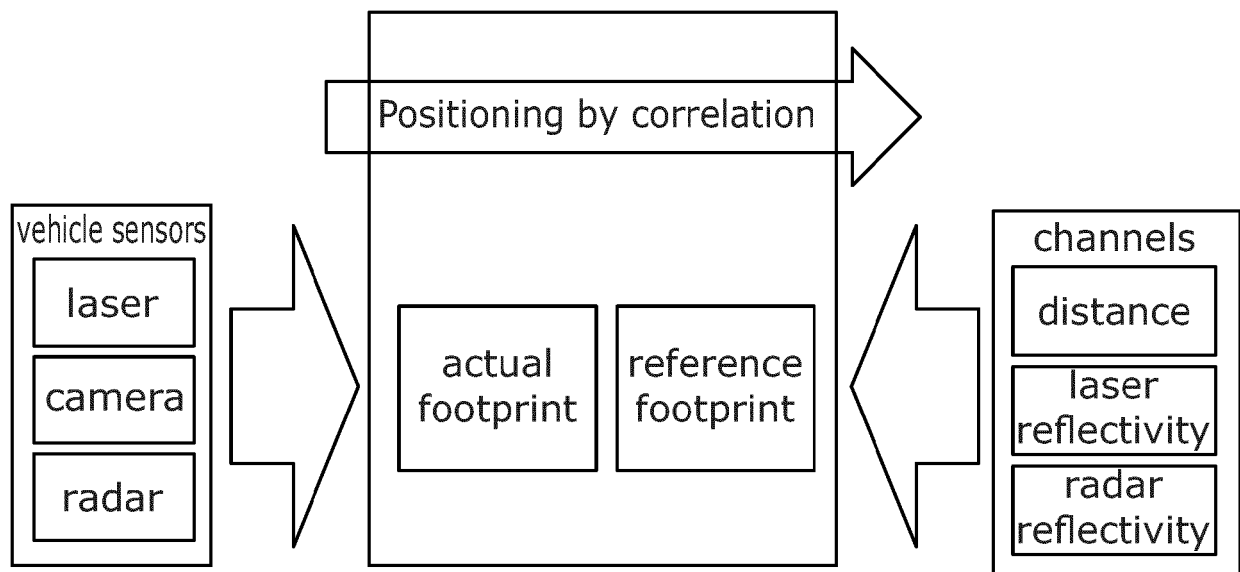 Positioning by correlation
vehicle sensors
laser
camera
radar
actual
footprint
reference
footprint
channels
distance
laser
reflectivity
radar
reflectivity